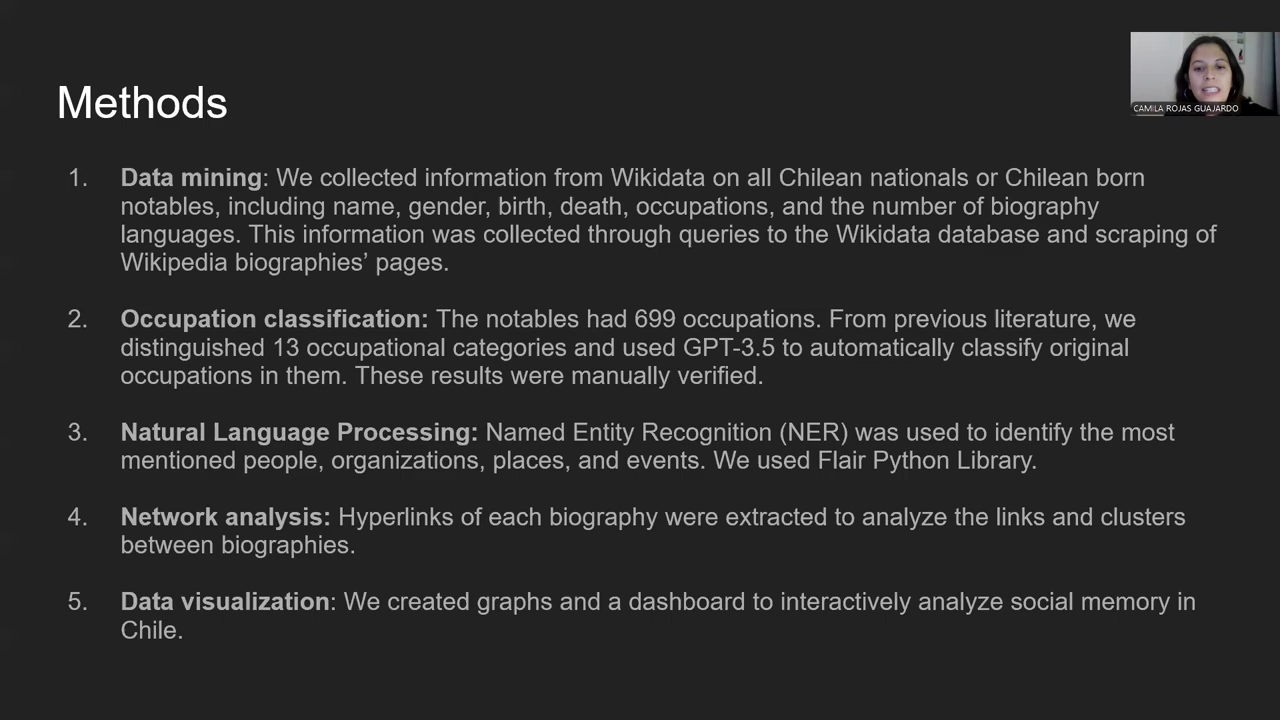 CAMILA ROJAS GUAJARDO
Methods
1. Data mining: We collected information from Wikidata on all Chilean nationals or Chilean born
notables, including name, gender, birth, death, occupations, and the number of biography
languages. This information was collected through queries to the Wikidata database and scraping of
Wikipedia biographies’ pages.
2. Occupation classification: The notables had 699 occupations. From previous literature, we
distinguished 13 occupational categories and used GPT-3.5 to automatically classify original
occupations in them. These results were manually verified.
3. Natural Language Processing: Named Entity Recognition (NER) was used to identify the most
mentioned people, organizations, places, and events. We used Flair Python Library.
4. Network analysis: Hyperlinks of each biography were extracted to analyze the links and clusters
between biographies.
5. Data visualization: We created graphs and a dashboard to interactively analyze social memory in
Chile.